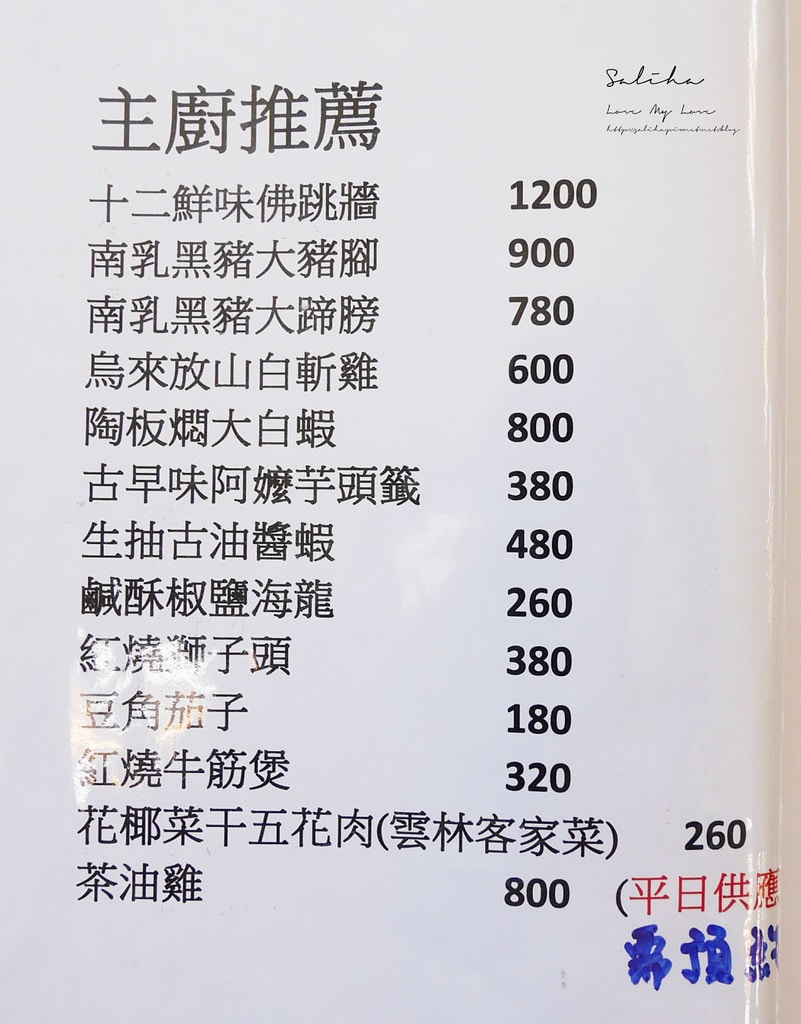 Saliha
Love My Love
主廚推薦
十二鮮味佛跳牆 1200
南乳黑豬大豬腳 900
南乳黑豬大蹄膀 780
烏來放山白斬雞 600
陶板燜大白蝦 800
古早味阿嬤芋頭籤 380
生抽古油醬蝦 480
鹹酥椒鹽海龍 260
紅燒獅子頭 380
豆角茄子 180
紅燒牛筋煲 320
花椰菜干五花肉(雲林客家菜) 260
茶油雞 800 (平日供應
需預